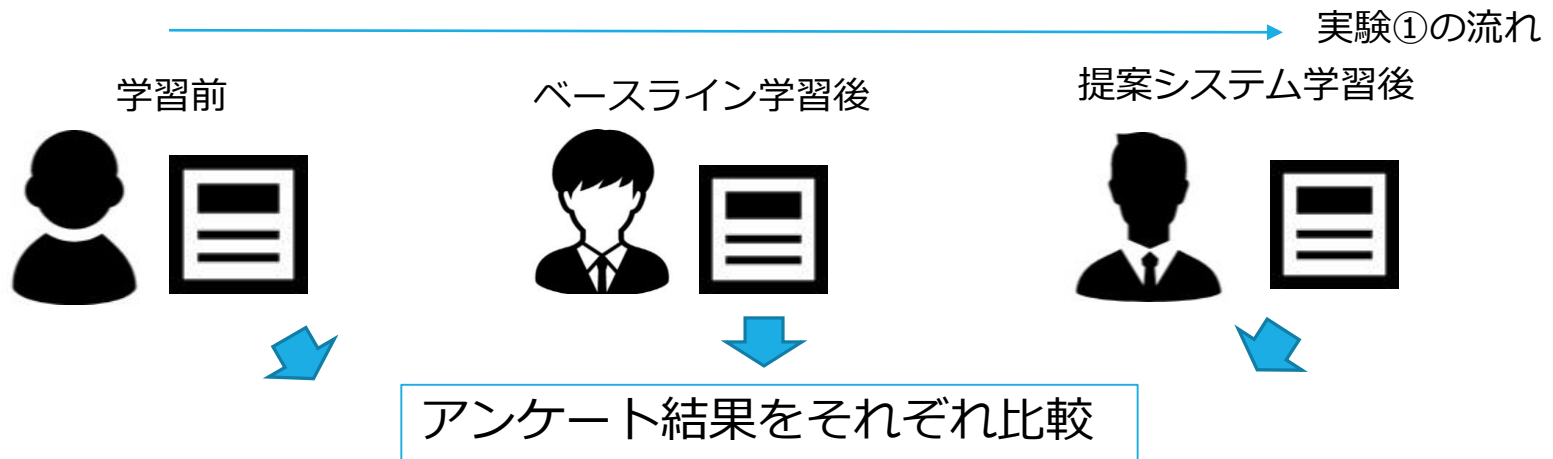 実験①の流れ
学習前
ベースライン学習後
提案システム学習後
アンケート結果をそれぞれ比較